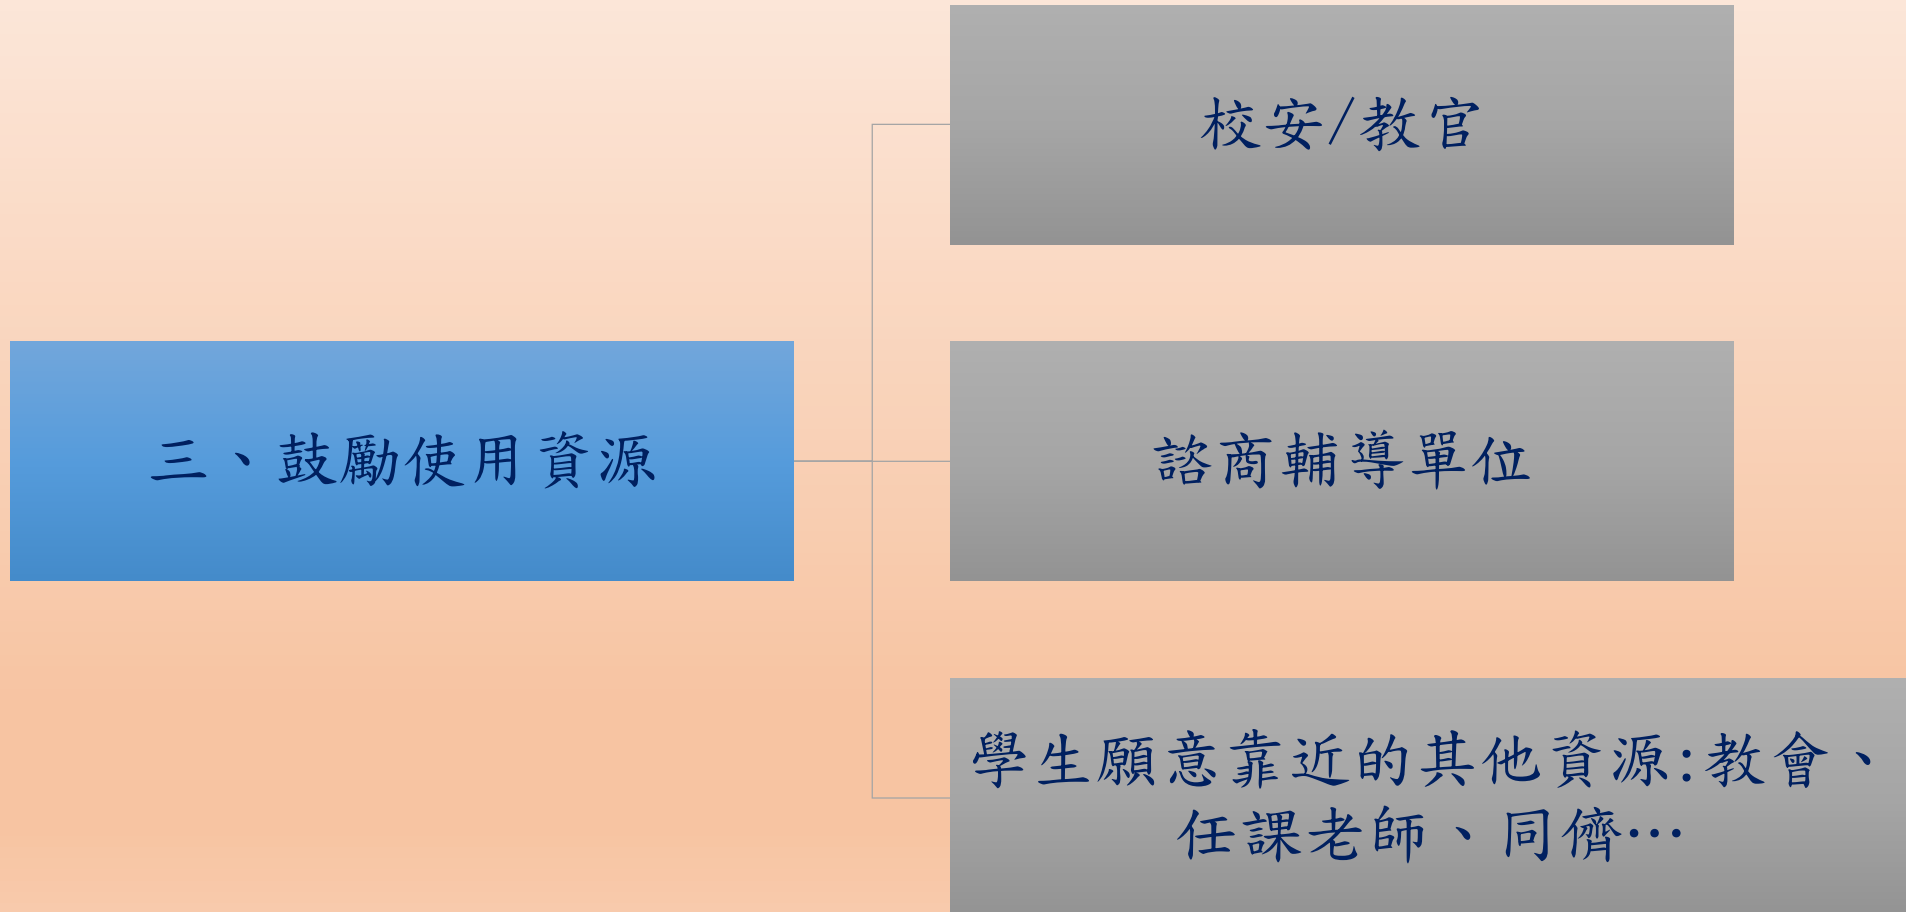 三、鼓勵使用資源
校安/教官
諮商輔導單位
學生願意靠近的其他資源:教會、
任課老師、同儕…